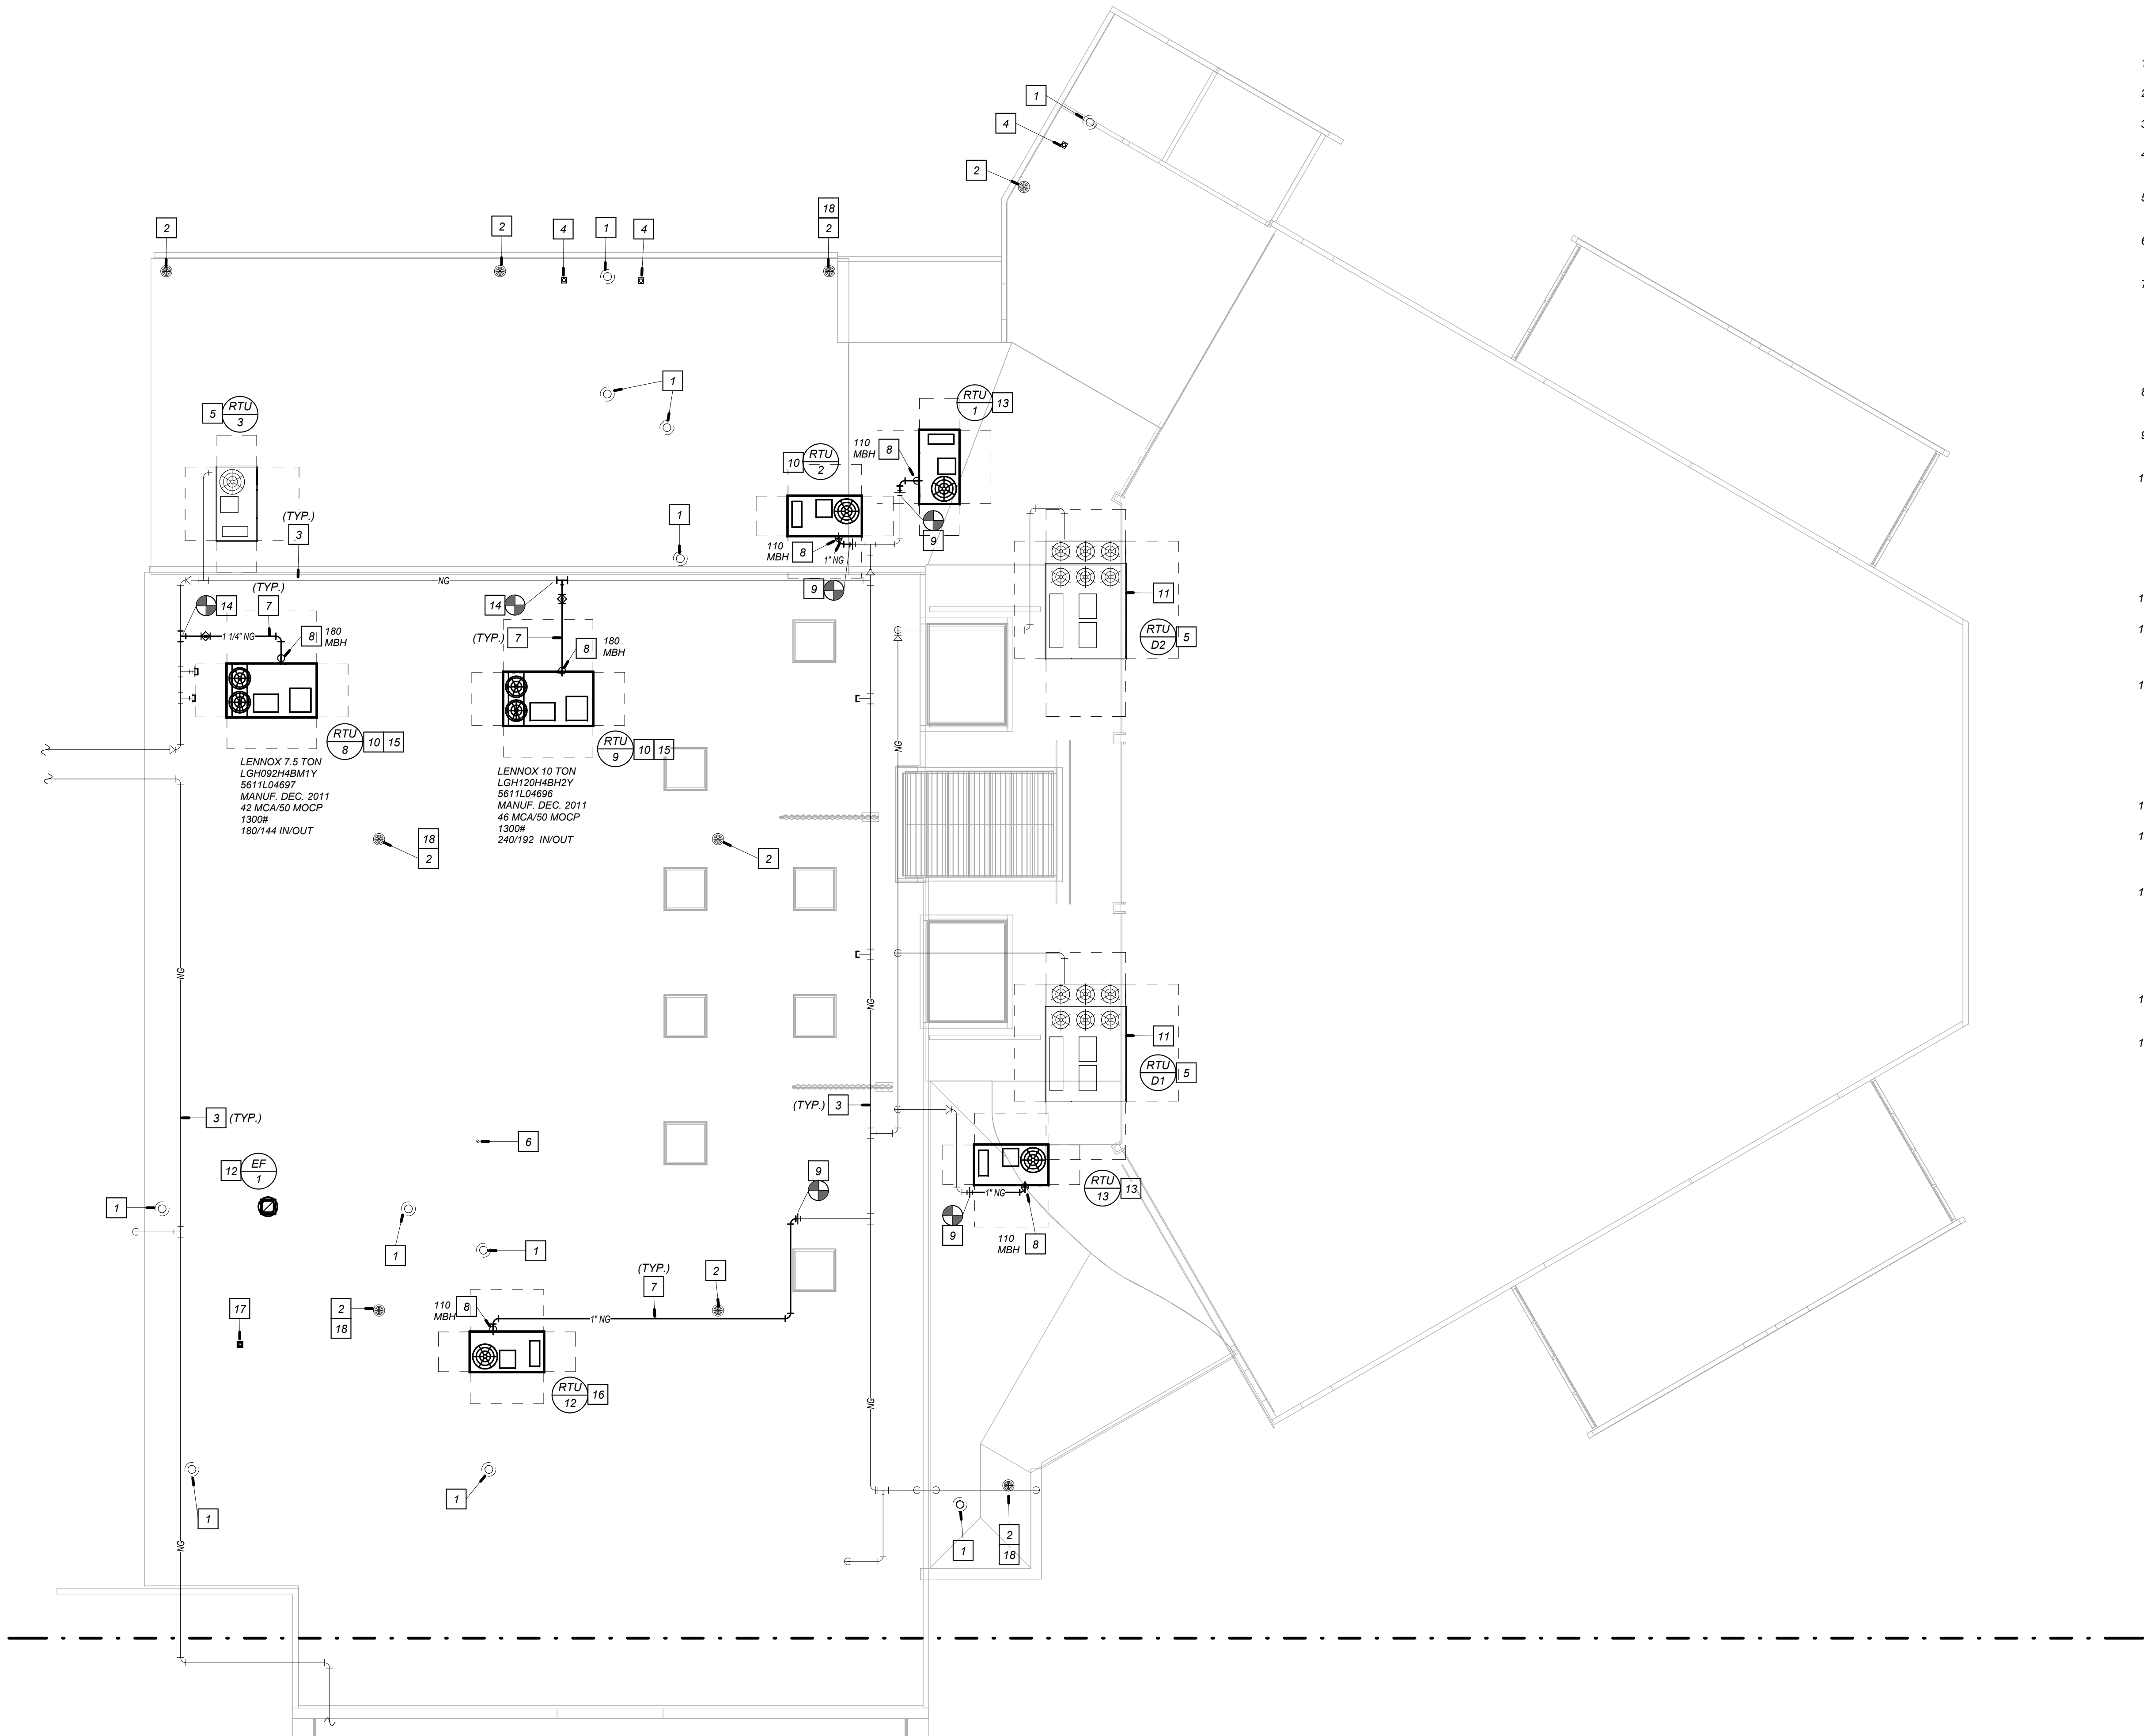 1
4
2
18
2
2
4
1
4
2
1
5
RTU
3
RTU
1
13
10
RTU
2
110
MBH
8
(TYP.)
3
1
110
MBH
8
1" NG
9
NG
(TYP.)
7
9
14
14
11
1 1/4" NG
8
180
MBH
(TYP.)
7
8
180
MBH
RTU
D2
5
RTU
8
10
15
RTU
9
10
15
NG
LENNOX 7.5 TON
LGH092H4BM1Y
5611L04697
MANUF. DEC. 2011
42 MCA/50 MOCP
1300#
180/144 IN/OUT
LENNOX 10 TON
LGH120H4BH2Y
5611L04696
MANUF. DEC. 2011
46 MCA/50 MOCP
1300#
240/192 IN/OUT
18
2
2
NG
NG
11
RTU
D1
5
3
(TYP.)
(TYP.)
3
6
12
EF
1
9
RTU
13
13
1" NG
1
1
1
9
110
MBH
8
(TYP.)
7
2
17
2
18
110
MBH
8
1" NG
RTU
12
16
NG
1
1
NG
1
2
18